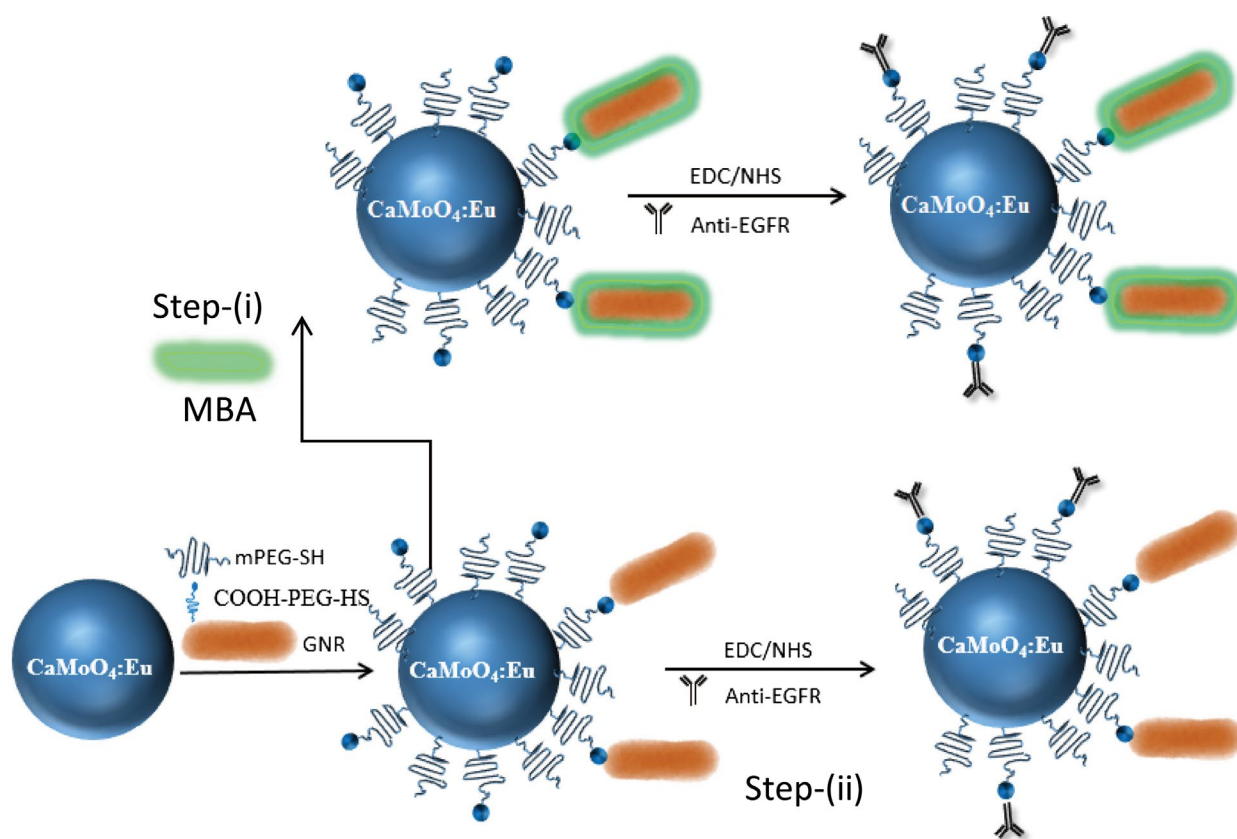 CaMoO₄:Eu
EDC/NHS
Anti-EGFR
CaMoO₄:Eu
Step-(i)
MBA
mPEG-SH
COOH-PEG-HS
GNR
CaMoO₄:Eu
CaMoO₄:Eu
EDC/NHS
Anti-EGFR
CaMoO₄:Eu
Step-(ii)